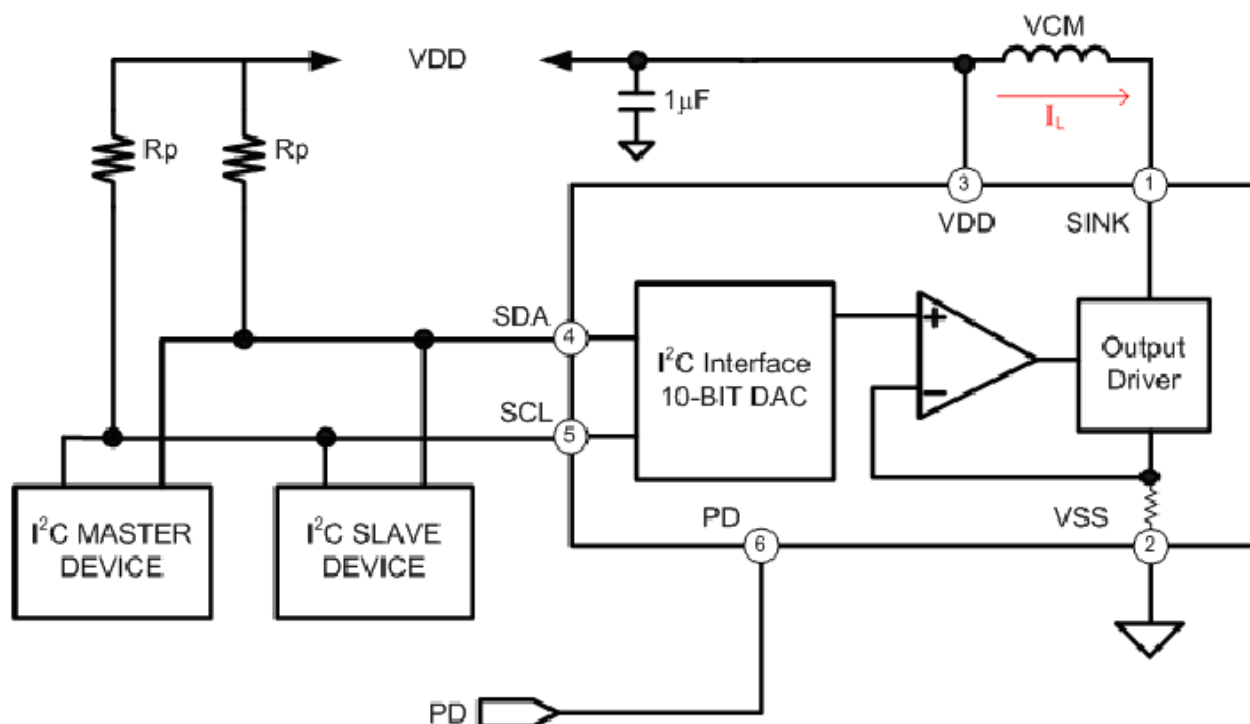 VCM
VDD
1μF
I_L
Rp
Rp
3
1
VDD
SINK
SDA
4
I²C Interface
10-BIT DAC
+
−
Output
Driver
SCL
5
I²C MASTER
DEVICE
I²C SLAVE
DEVICE
PD
6
VSS
2
PD